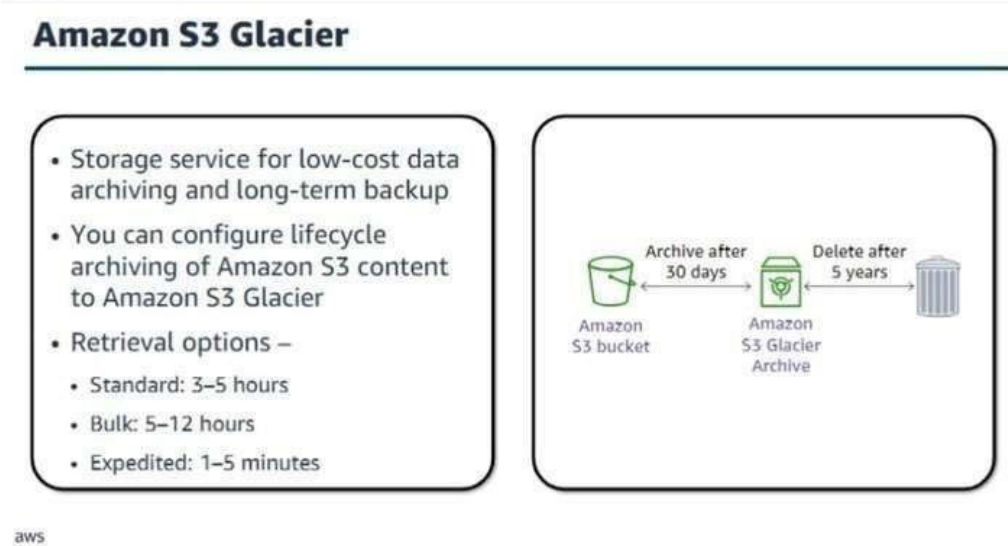 Amazon S3 Glacier
• Storage service for low-cost data
archiving and long-term backup
• You can configure lifecycle
archiving of Amazon S3 content
to Amazon S3 Glacier
• Retrieval options –
• Standard: 3–5 hours
• Bulk: 5–12 hours
• Expedited: 1–5 minutes
Archive after
30 days
Delete after
5 years
Amazon
S3 bucket
Amazon
S3 Glacier
Archive
aws